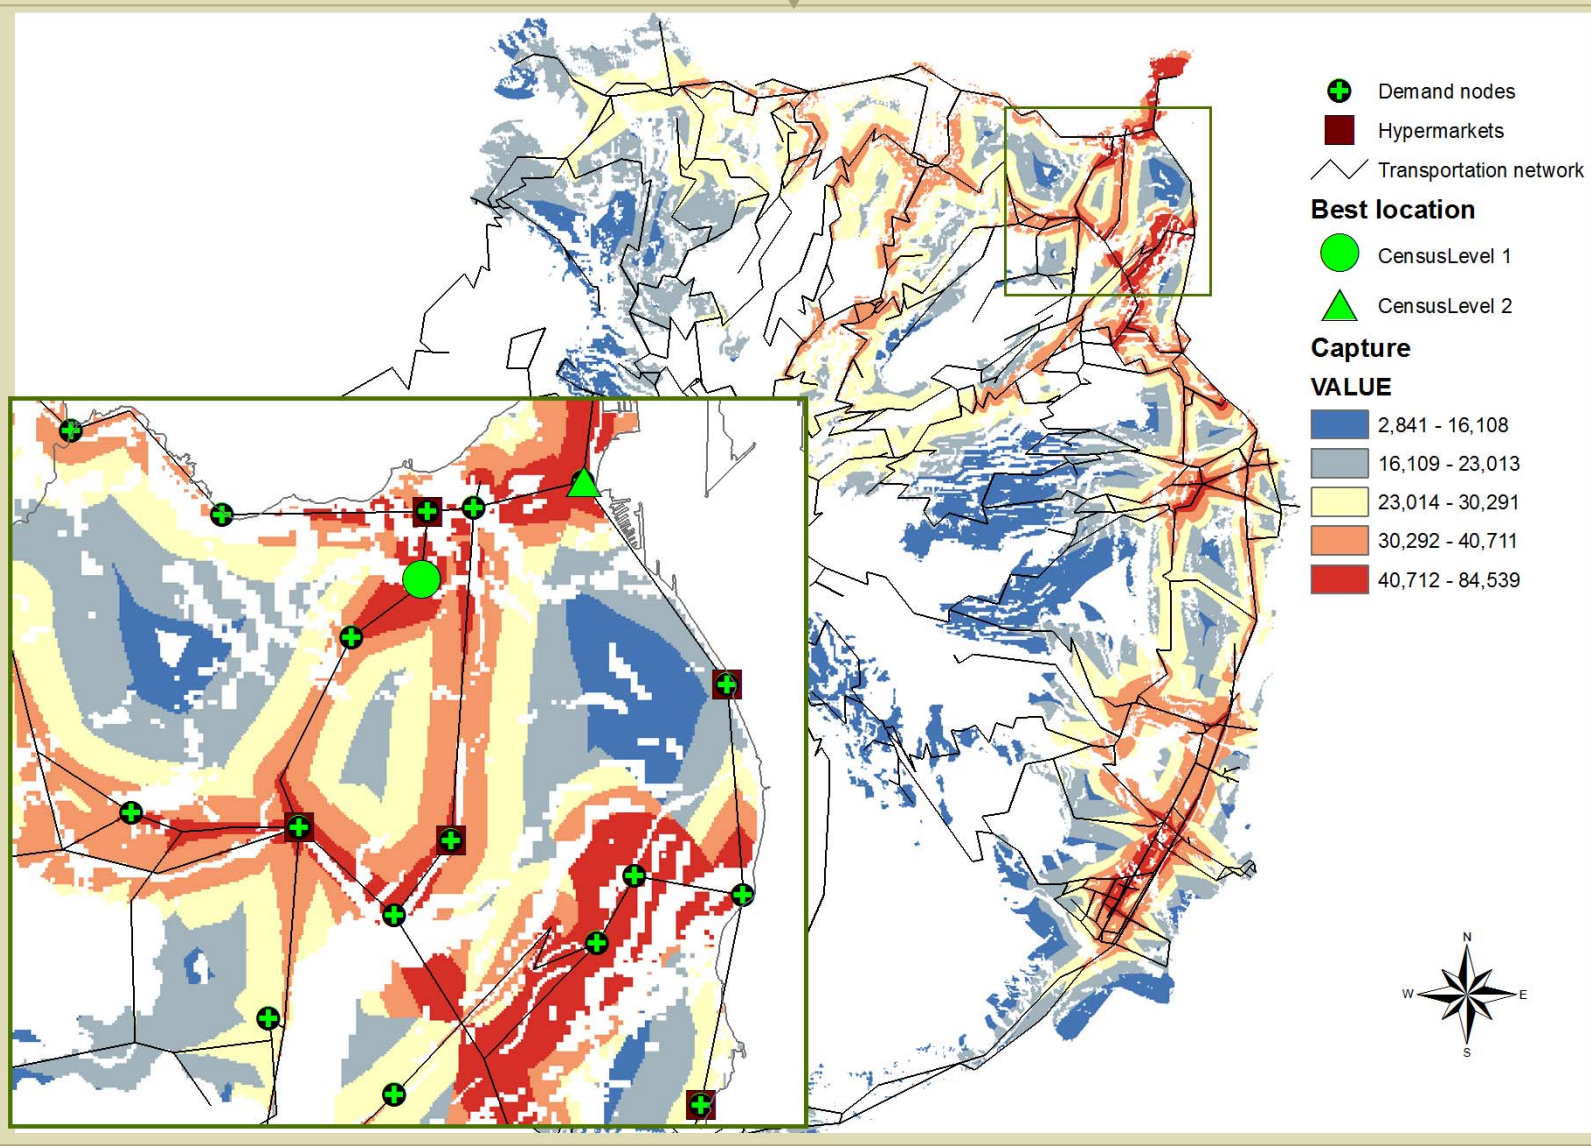 Demand nodes
Hypermarkets
Transportation network
Best location
CensusLevel 1
CensusLevel 2
Capture
VALUE
2,841 - 16,108
16,109 - 23,013
23,014 - 30,291
30,292 - 40,711
40,712 - 84,539
N
W E
S